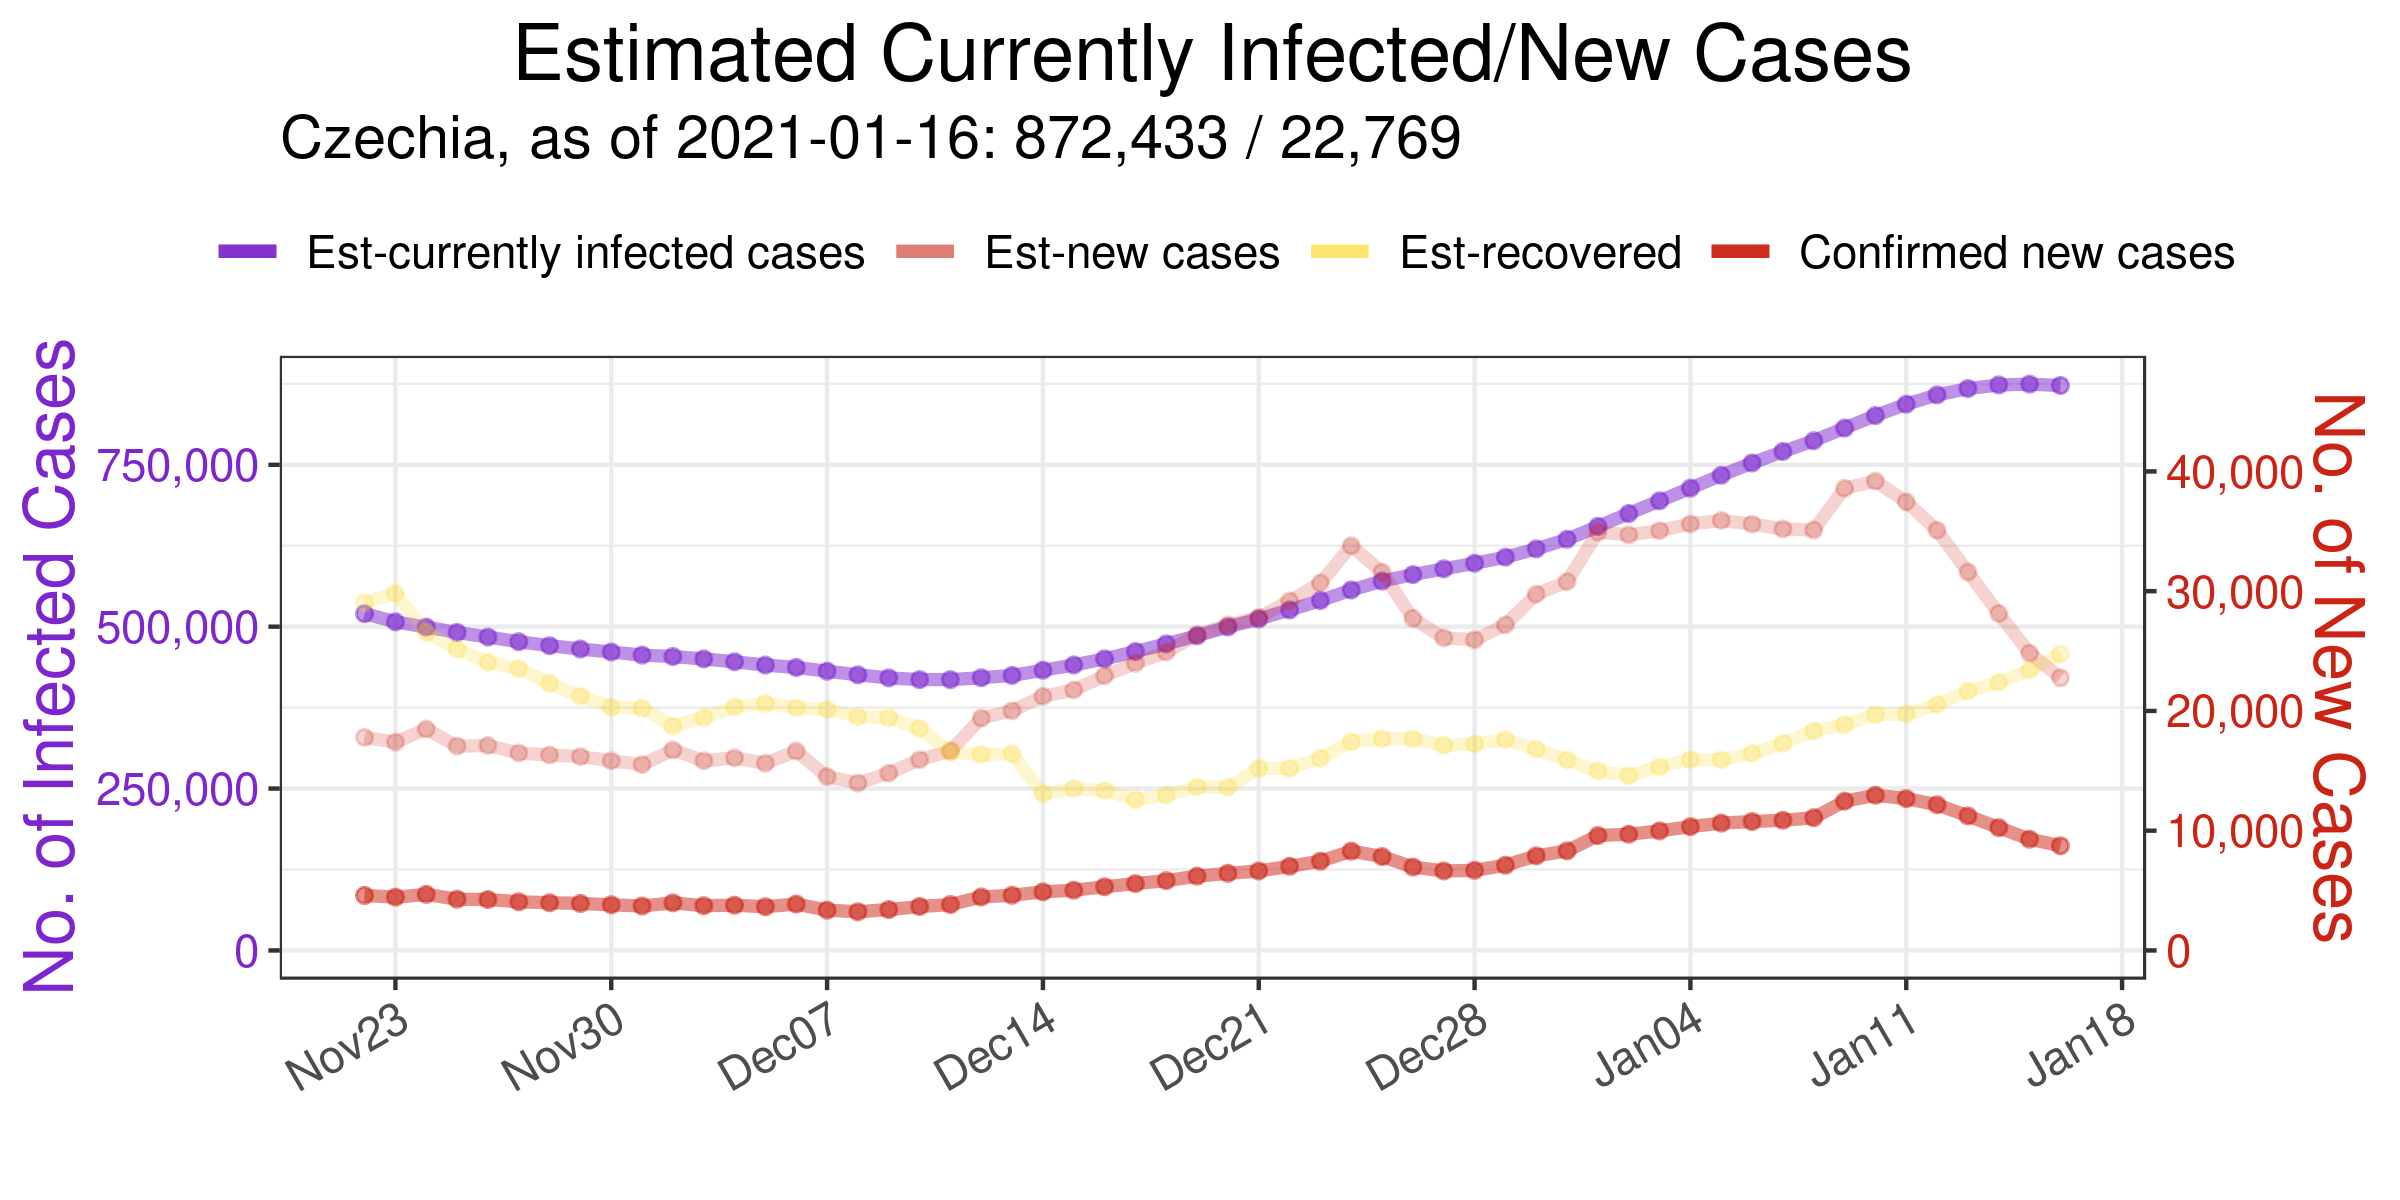 Estimated Currently Infected/New Cases
Czechia, as of 2021-01-16: 872,433 / 22,769
Est-currently infected cases
Est-new cases
Est-recovered
Confirmed new cases
No. of Infected Cases
750,000
500,000
250,000
0
No. of New Cases
40,000
30,000
20,000
10,000
0
Nov23
Nov30
Dec07
Dec14
Dec21
Dec28
Jan04
Jan11
Jan18